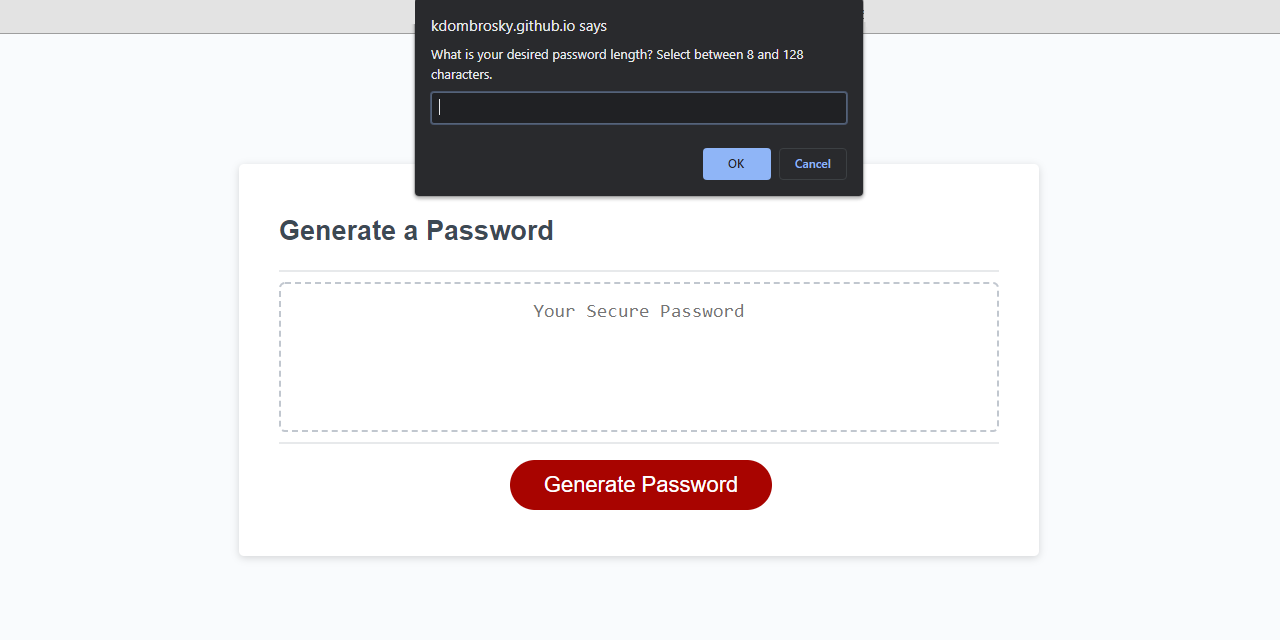 kdombrosky.github.io says
What is your desired password length? Select between 8 and 128
characters.
OK
Cancel
Generate a Password
Your Secure Password
Generate Password